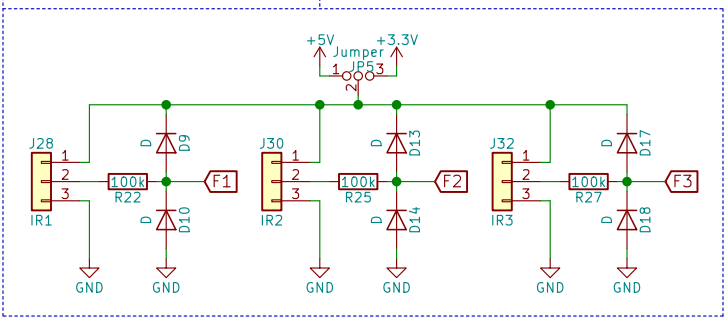 +5V +3.3V
Jumper
JP5
1 2 3
J28 D D9 J30 D D13 J32 D D17
1 1 1
2 100k F1 2 100k F2 2 100k F3
3 R22 3 R25 3 R27
IR1 D D10 IR2 D D14 IR3 D D18
GND GND GND GND GND GND